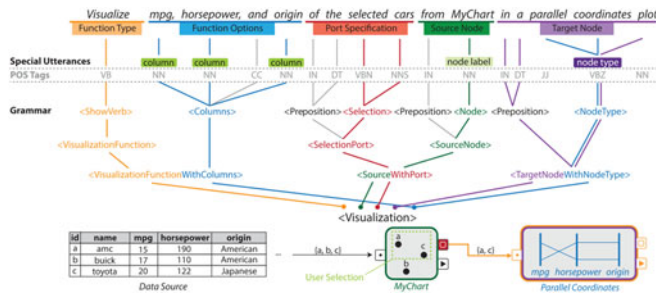 Visualize mpg, horsepower, and origin of the selected cars from MyChart in a parallel coordinates plot
Function Type Function Options Port Specification Source Node Target Node
Special Utterances column column column node label node type
POS Tags VB NN NN CC NN IN DT VBN NNS IN NN IN DT JJ VBZ NN
Grammar <ShowVerb> <Columns> <Preposition> <Selection> <Preposition> <Node> <Preposition> <NodeType>
<VisualizationFunction> <SelectionPort> <SourceNode>
<VisualizationFunctionWithColumns> <SourceWithPort> <TargetNodeWithNodeType>
<Visualization>
id name mpg horsepower origin
a amc 15 190 American
b buick 17 110 American
c toyota 20 122 Japanese
Data Source
...
{a, b, c}
a
c
b
User Selection
MyChart
{a, c}
mpg horsepower origin
Parallel Coordinates